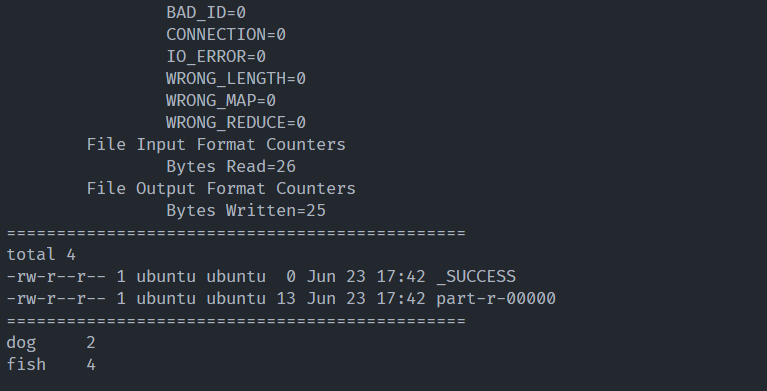 BAD_ID=0
CONNECTION=0
IO_ERROR=0
WRONG_LENGTH=0
WRONG_MAP=0
WRONG_REDUCE=0
File Input Format Counters
Bytes Read=26
File Output Format Counters
Bytes Written=25
==============================================
total 4
-rw-r--r-- 1 ubuntu ubuntu  0 Jun 23 17:42 _SUCCESS
-rw-r--r-- 1 ubuntu ubuntu 13 Jun 23 17:42 part-r-00000
==============================================
dog     2
fish    4